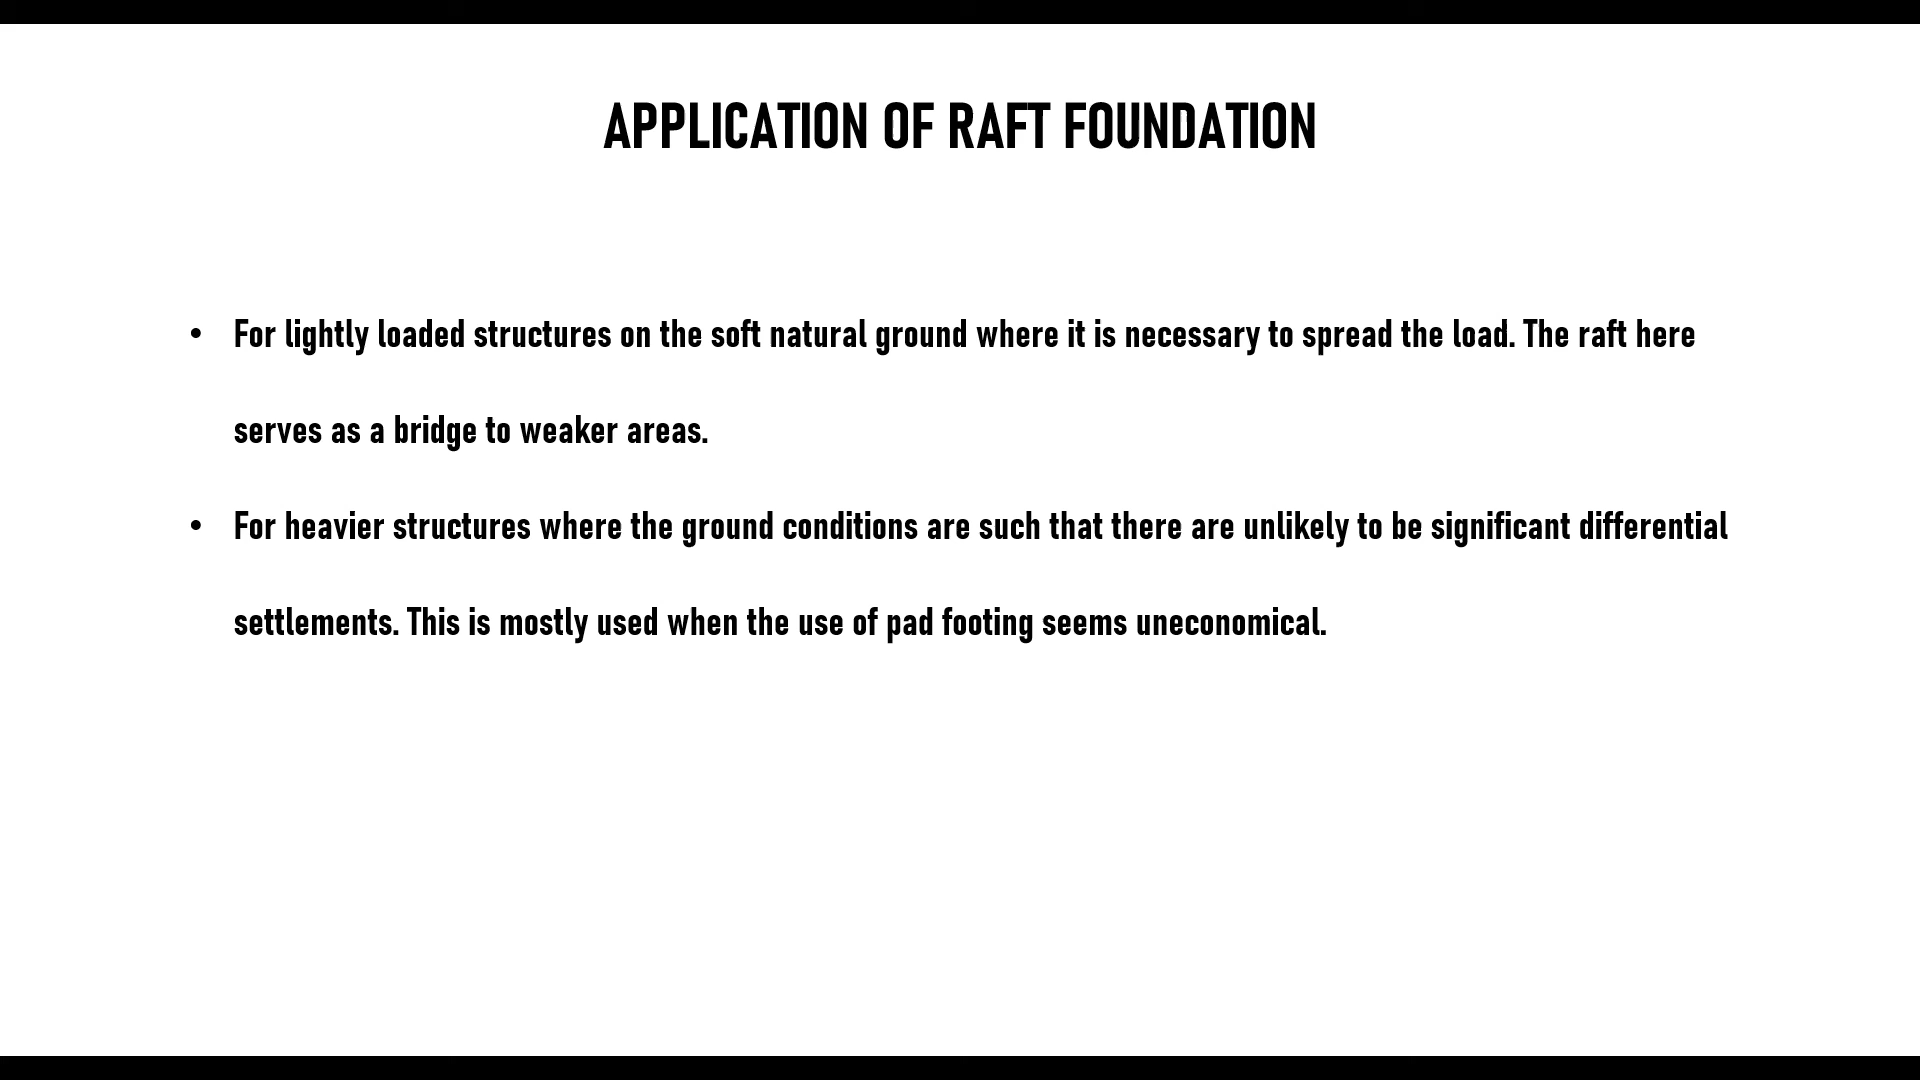 APPLICATION OF RAFT FOUNDATION
• For lightly loaded structures on the soft natural ground where it is necessary to spread the load. The raft here
serves as a bridge to weaker areas.
• For heavier structures where the ground conditions are such that there are unlikely to be significant differential
settlements. This is mostly used when the use of pad footing seems uneconomical.